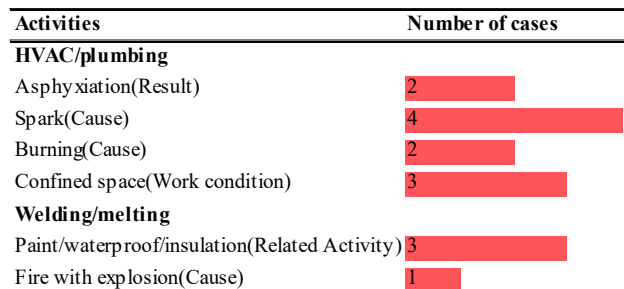 Activities Number of cases
HVAC/plumbing
Asphyxiation(Result) 2
Spark(Cause) 4
Burning(Cause) 2
Confined space(Work condition) 3
Welding/melting
Paint/waterproof/insulation(Related Activity) 3
Fire with explosion(Cause) 1